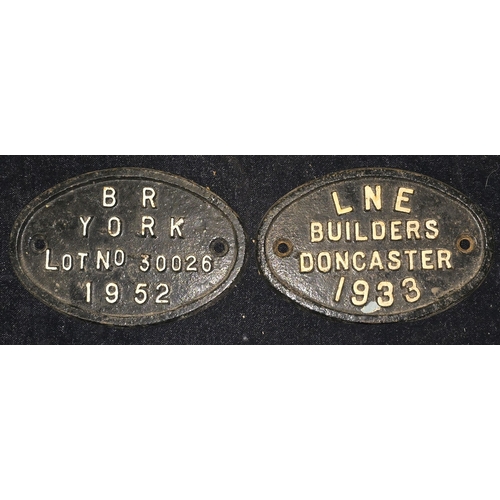 B R
YORK
LOT NO 30026
1952
LNE
BUILDERS
DONCASTER
1933